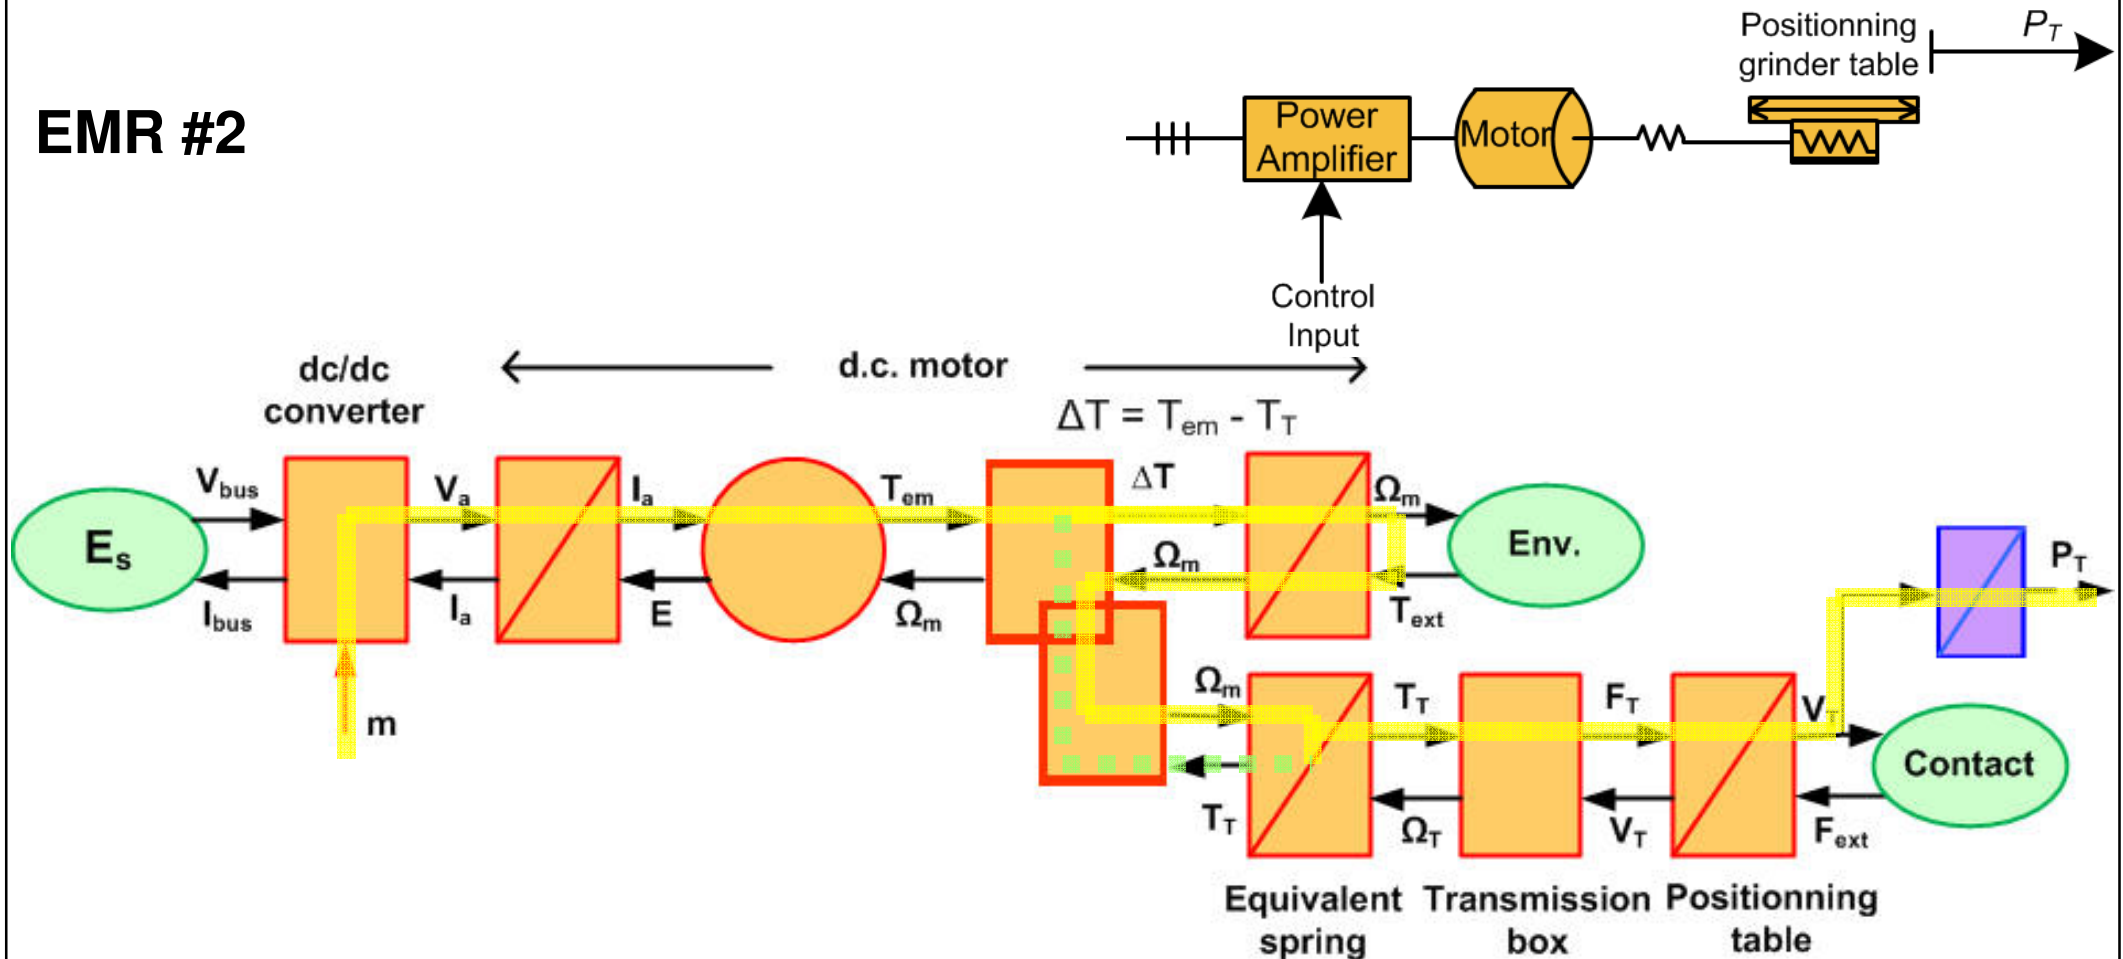 Positionning
grinder table
P_T
EMR #2
Power
Amplifier
Motor
Control
Input
dc/dc
converter
d.c. motor
ΔT = T_em - T_T
V_bus
V_a
I_a
T_em
ΔT
Ω_m
E_s
Env.
I_bus
I_a
E
Ω_m
Ω_m
T_ext
P_T
m
Ω_m
T_T
F_T
V
Contact
T_T
Ω_T
V_T
F_ext
Equivalent
spring
Transmission
box
Positionning
table